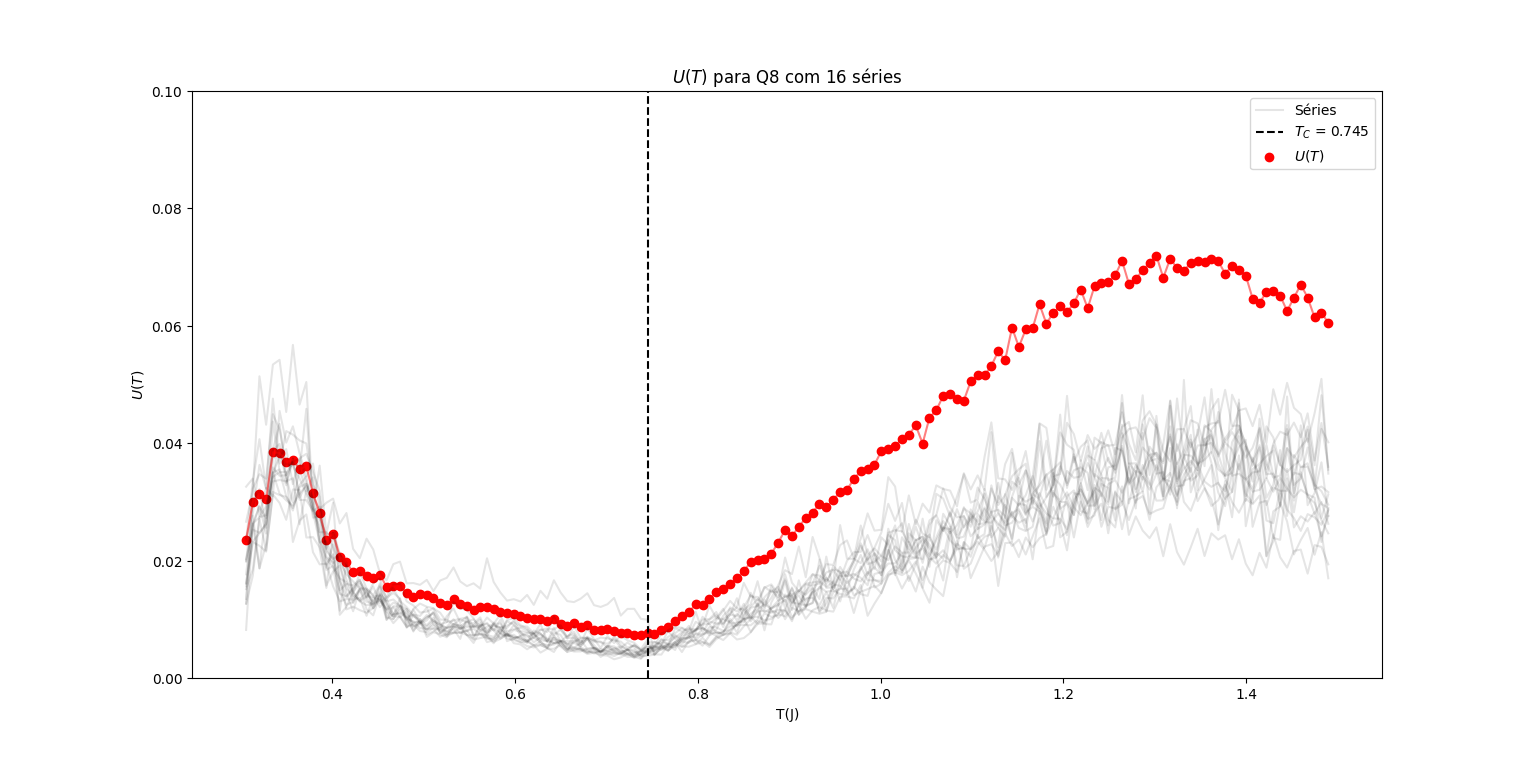 U(T) para Q8 com 16 séries
Séries
T_C = 0.745
U(T)
U(T)
0.10
0.08
0.06
0.04
0.02
0.00
0.4 0.6 0.8 1.0 1.2 1.4
T(J)